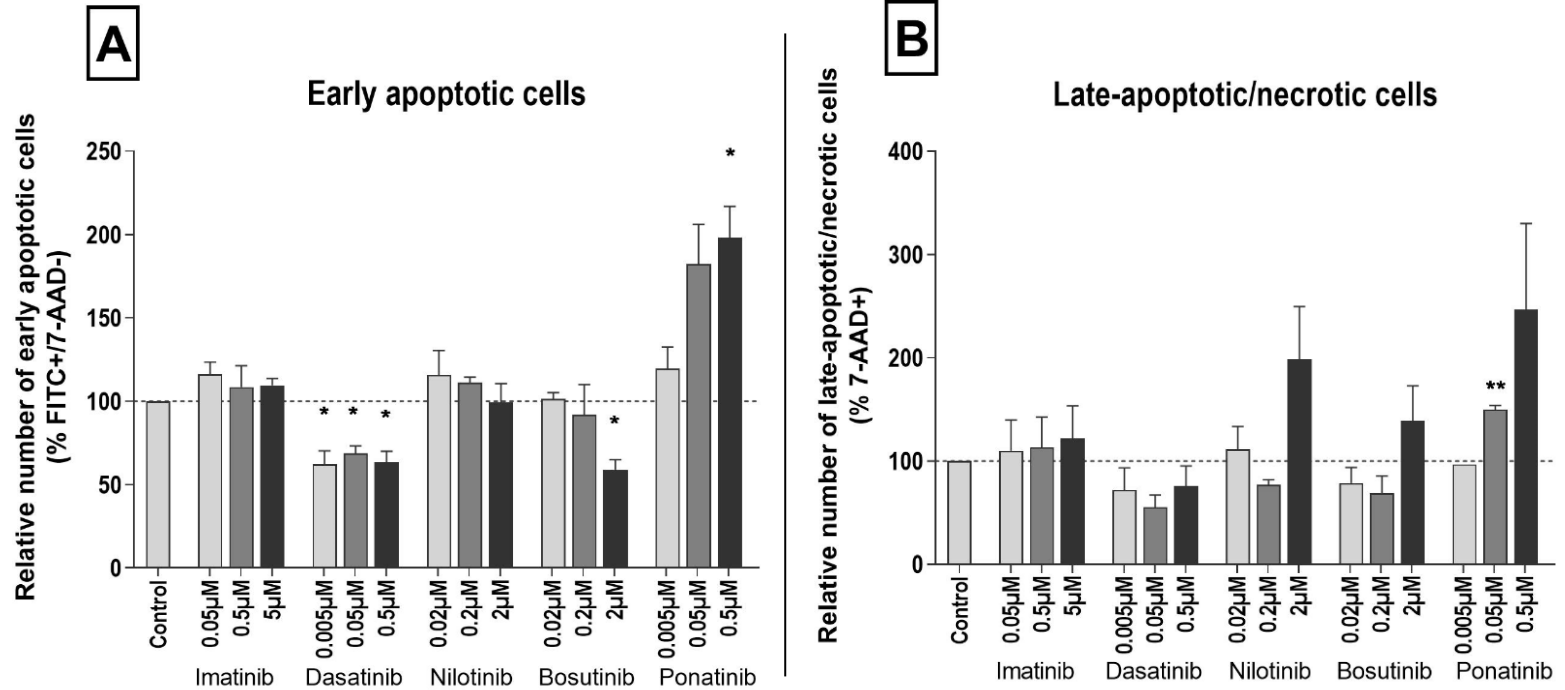 A
Early apoptotic cells
Relative number of early apoptotic cells
(% FITC+/7-AAD-)
250
200
150
100
50
0
*
* * *
*
Control
0.05µM
0.5µM
5µM
0.005µM
0.05µM
0.5µM
0.02µM
0.2µM
2µM
0.02µM
0.2µM
2µM
0.005µM
0.05µM
0.5µM
Imatinib Dasatinib Nilotinib Bosutinib Ponatinib
B
Late-apoptotic/necrotic cells
Relative number of late-apoptotic/necrotic cells
(% 7-AAD+)
400
300
200
100
0
**
Control
0.05µM
0.5µM
5µM
0.005µM
0.05µM
0.5µM
0.02µM
0.2µM
2µM
0.02µM
0.2µM
2µM
0.005µM
0.05µM
0.5µM
Imatinib Dasatinib Nilotinib Bosutinib Ponatinib